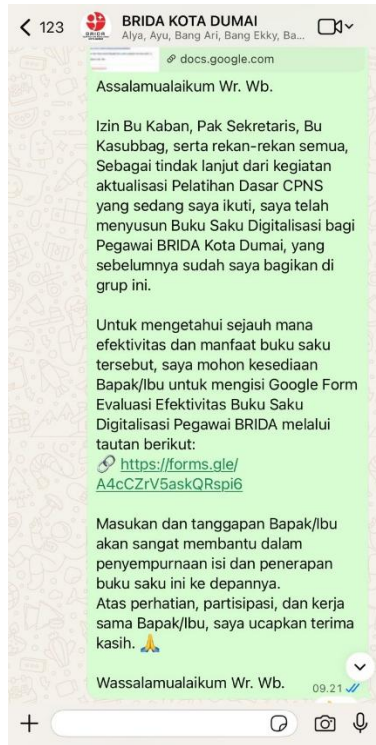 123
BRIDA KOTA DUMAI
Alya, Ayu, Bang Ari, Bang Ekky, Ba...
docs.google.com
Assalamualaikum Wr. Wb.
Izin Bu Kaban, Pak Sekretaris, Bu
Kasubbag, serta rekan-rekan semua,
Sebagai tindak lanjut dari kegiatan
aktualisasi Pelatihan Dasar CPNS
yang sedang saya ikuti, saya telah
menyusun Buku Saku Digitalisasi bagi
Pegawai BRIDA Kota Dumai, yang
sebelumnya sudah saya bagikan di
grup ini.
Untuk mengetahui sejauh mana
efektivitas dan manfaat buku saku
tersebut, saya mohon kesediaan
Bapak/Ibu untuk mengisi Google Form
Evaluasi Efektivitas Buku Saku
Digitalisasi Pegawai BRIDA melalui
tautan berikut:
🔗 https://forms.gle/
A4cCZrV5askQRspi6
Masukan dan tanggapan Bapak/Ibu
akan sangat membantu dalam
penyempurnaan isi dan penerapan
buku saku ini ke depannya.
Atas perhatian, partisipasi, dan kerja
sama Bapak/Ibu, saya ucapkan terima
kasih. 🙏
Wassalamualaikum Wr. Wb.
09.21